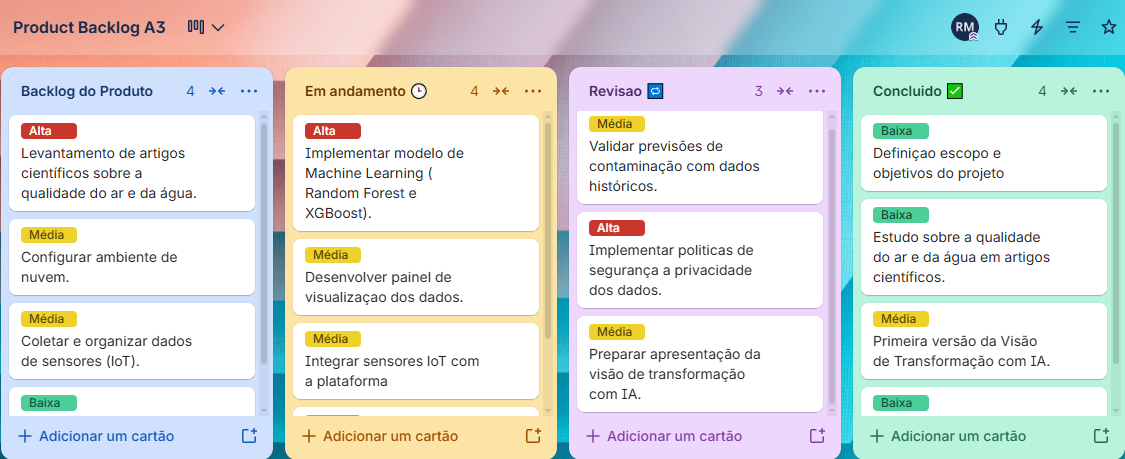 Product Backlog A3
RM
Backlog do Produto 4
Alta
Levantamento de artigos
científicos sobre a
qualidade do ar e da água.
Média
Configurar ambiente de
nuvem.
Média
Coletar e organizar dados
de sensores (IoT).
Baixa
Adicionar um cartão
Em andamento 4
Alta
Implementar modelo de
Machine Learning (
Random Forest e
XGBoost).
Média
Desenvolver painel de
visualizaçao dos dados.
Média
Integrar sensores IoT com
a plataforma
Adicionar um cartão
Revisao 3
Média
Validar previsões de
contaminação com dados
históricos.
Alta
Implementar politicas de
segurança a privacidade
dos dados.
Média
Preparar apresentação da
visão de transformação
com IA.
Adicionar um cartão
Concluido 4
Baixa
Definiçao escopo e
objetivos do projeto
Baixa
Estudo sobre a qualidade
do ar e da água em artigos
científicos.
Média
Primeira versão da Visão
de Transformação com IA.
Baixa
Adicionar um cartão